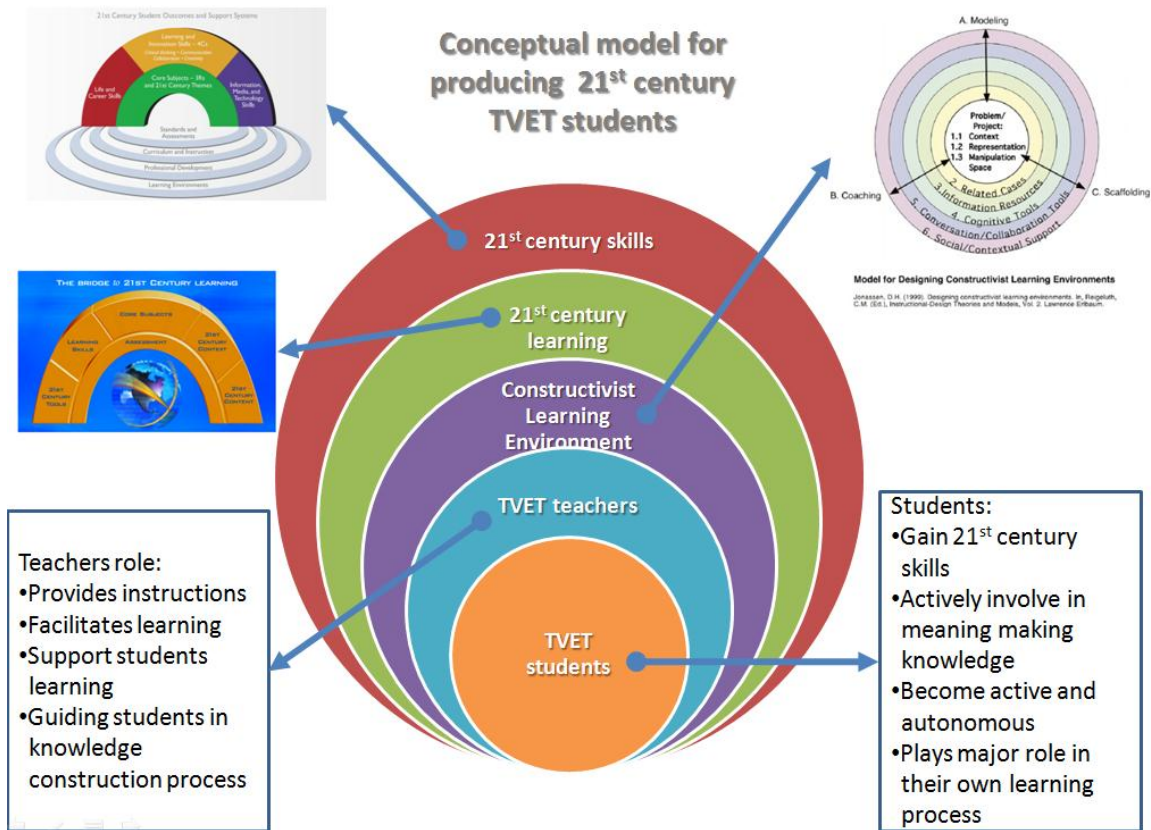 21st Century Student Outcomes and Support Systems
Learning and
Innovation Skills – 4Cs
Critical thinking • Communication
Collaboration • Creativity
Core Subjects – 3Rs
and 21st Century Themes
Life and
Career Skills
Information,
Media, and
Technology
Skills
Standards and
Assessments
Curriculum and Instruction
Professional Development
Learning Environments
Conceptual model for
producing 21st century
TVET students
A. Modeling
Problem/
Project:
1.1 Context
1.2 Representation
1.3 Manipulation
Space
2. Related Cases
3.Information Resources
4. Cognitive Tools
5. Conversation/Collaboration Tools
6. Social/Contextual Support
B. Coaching
C. Scaffolding
Model for Designing Constructivist Learning Environments
Jonassen, D.H. (1999). Designing constructivist learning environments. In, Reigeluth,
C.M. (Ed.), Instructional-Design Theories and Models, Vol. 2. Lawrence Erlbaum.
THE BRIDGE to 21ST CENTURY LEARNING
CORE SUBJECTS
LEARNING
SKILLS
ASSESSMENT
21ST
CENTURY
CONTEXT
21ST
CENTURY
TOOLS
21ST
CENTURY
CONTENT
21st century skills
21st century
learning
Constructivist
Learning
Environment
TVET teachers
TVET
students
Teachers role:
•Provides instructions
•Facilitates learning
•Support students
learning
•Guiding students in
knowledge
construction process
Students:
•Gain 21st century
skills
•Actively involve in
meaning making
knowledge
•Become active and
autonomous
•Plays major role in
their own learning
process